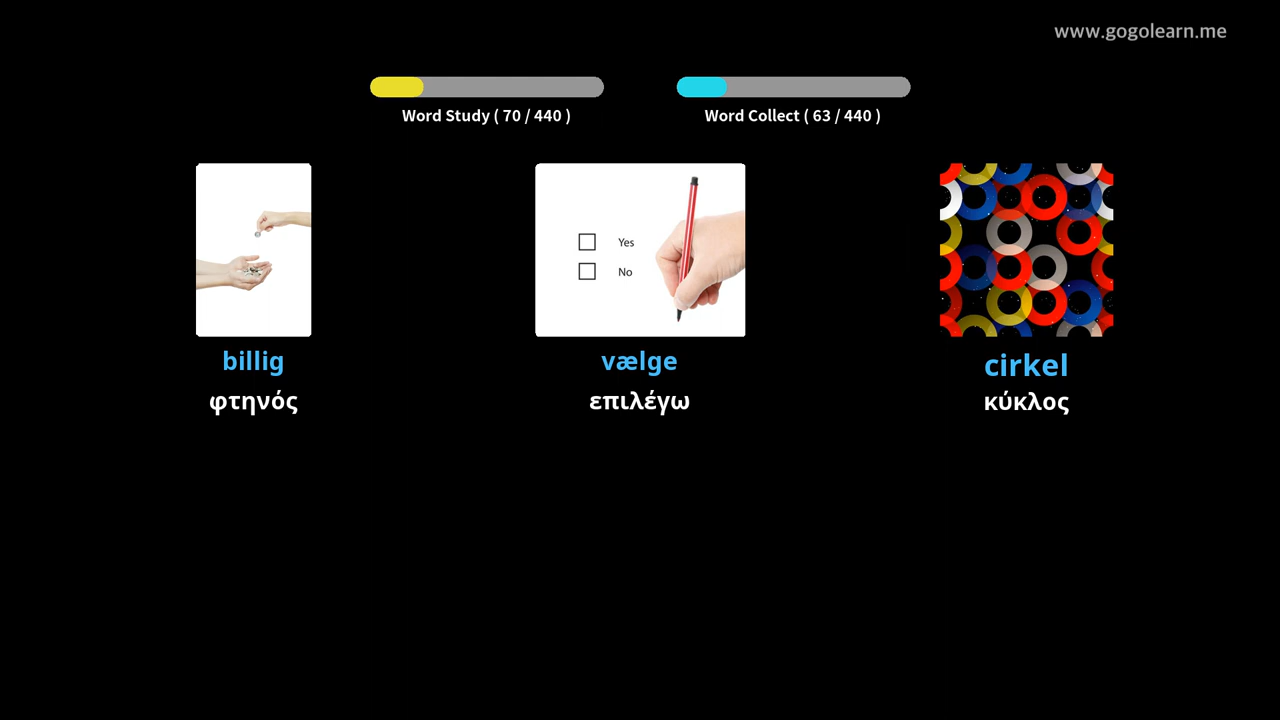 www.gogolearn.me
Word Study ( 70 / 440 )
Word Collect ( 63 / 440 )
Yes
No
billig
vælge
cirkel
φτηνός
επιλέγω
κύκλος